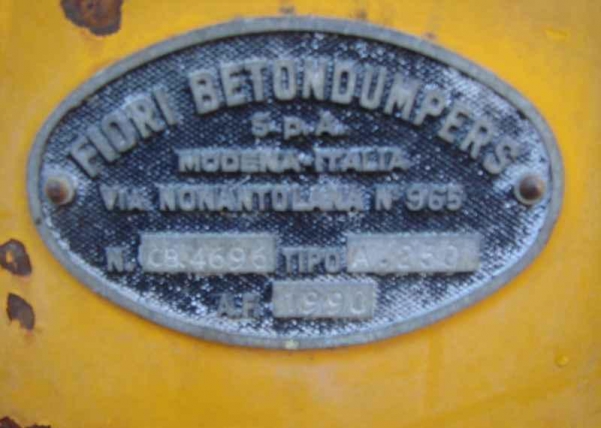 FIORI BETONDUMPERS
S.p.A.
MODENA ITALIA
VIA NONANTOLANA N° 965
N. CB.4696 TIPO A
A.F. 1990